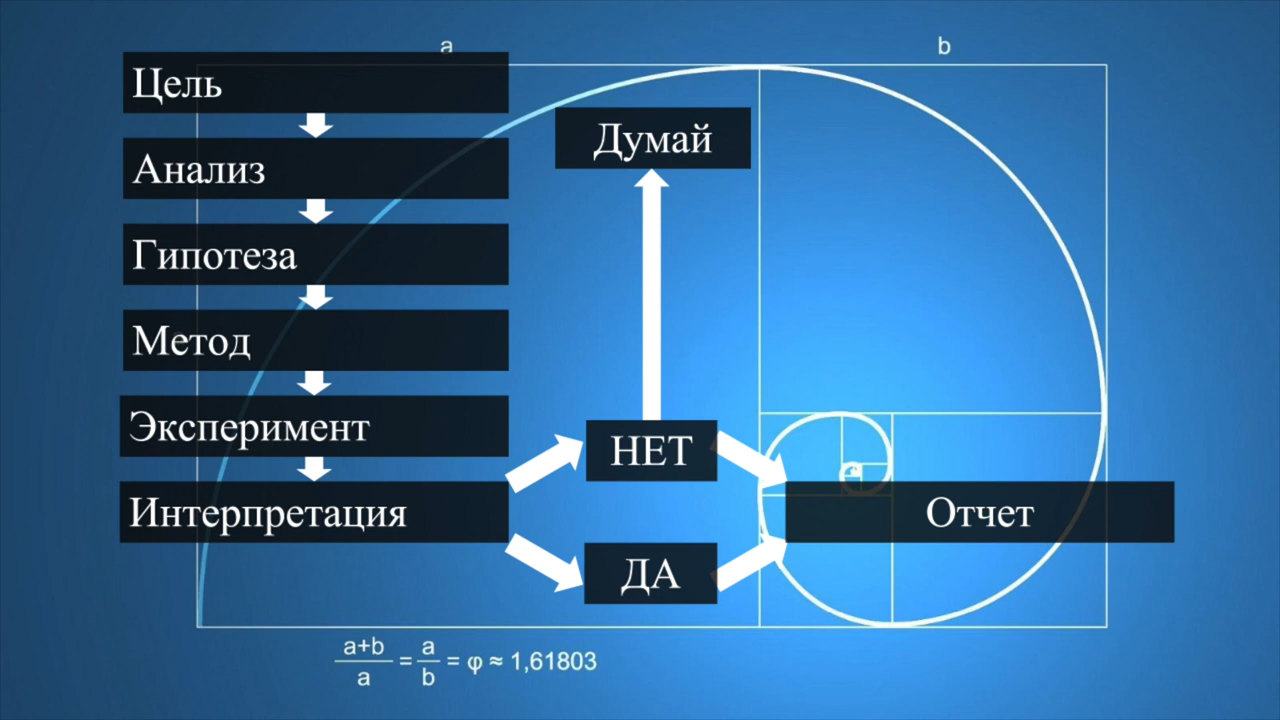 a
b
Цель
Думай
Анализ
Гипотеза
Метод
Эксперимент
НЕТ
Интерпретация
Отчет
ДА
a+b
a
=
a
b
= φ ≈ 1,61803